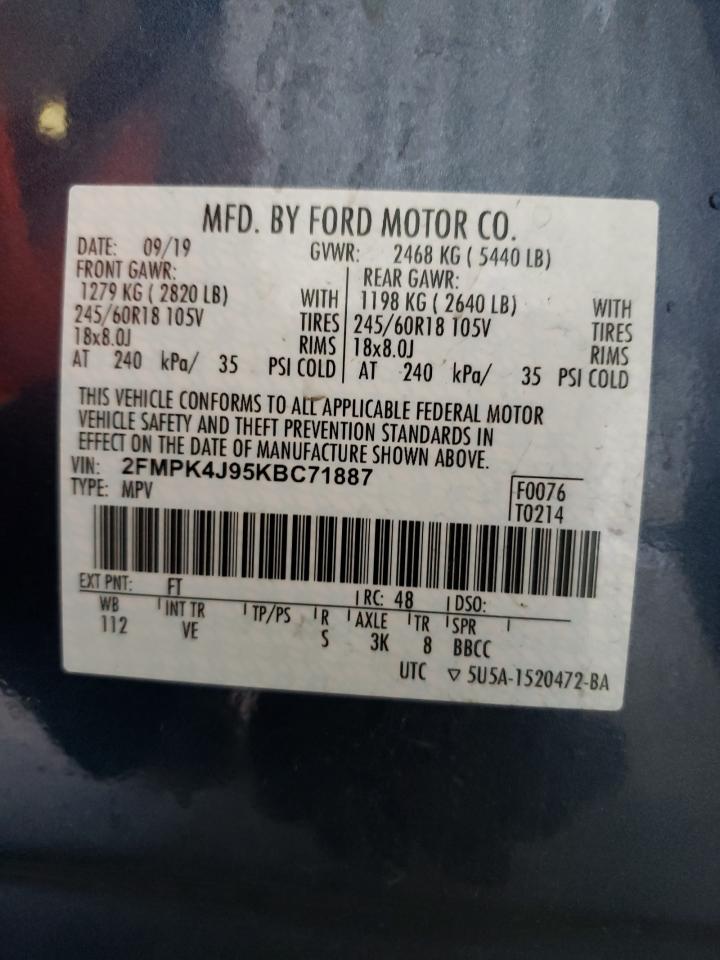 MFD. BY FORD MOTOR CO.
DATE: 09/19 GVWR: 2468 KG ( 5440 LB)
FRONT GAWR: REAR GAWR:
1279 KG ( 2820 LB) WITH 1198 KG ( 2640 LB) WITH
245/60R18 105V TIRES 245/60R18 105V TIRES
18x8.0J RIMS 18x8.0J RIMS
AT 240 kPa/ 35 PSI COLD AT 240 kPa/ 35 PSI COLD
THIS VEHICLE CONFORMS TO ALL APPLICABLE FEDERAL MOTOR
VEHICLE SAFETY AND THEFT PREVENTION STANDARDS IN
EFFECT ON THE DATE OF MANUFACTURE SHOWN ABOVE.
VIN: 2FMPK4J95KBC71887
TYPE: MPV F0076
T0214
EXT PNT: FT RC: 48 DSO:
WB INT TR TP/PS R AXLE TR SPR
112 VE S 3K 8 BBCC
UTC ▽ 5U5A-1520472-BA